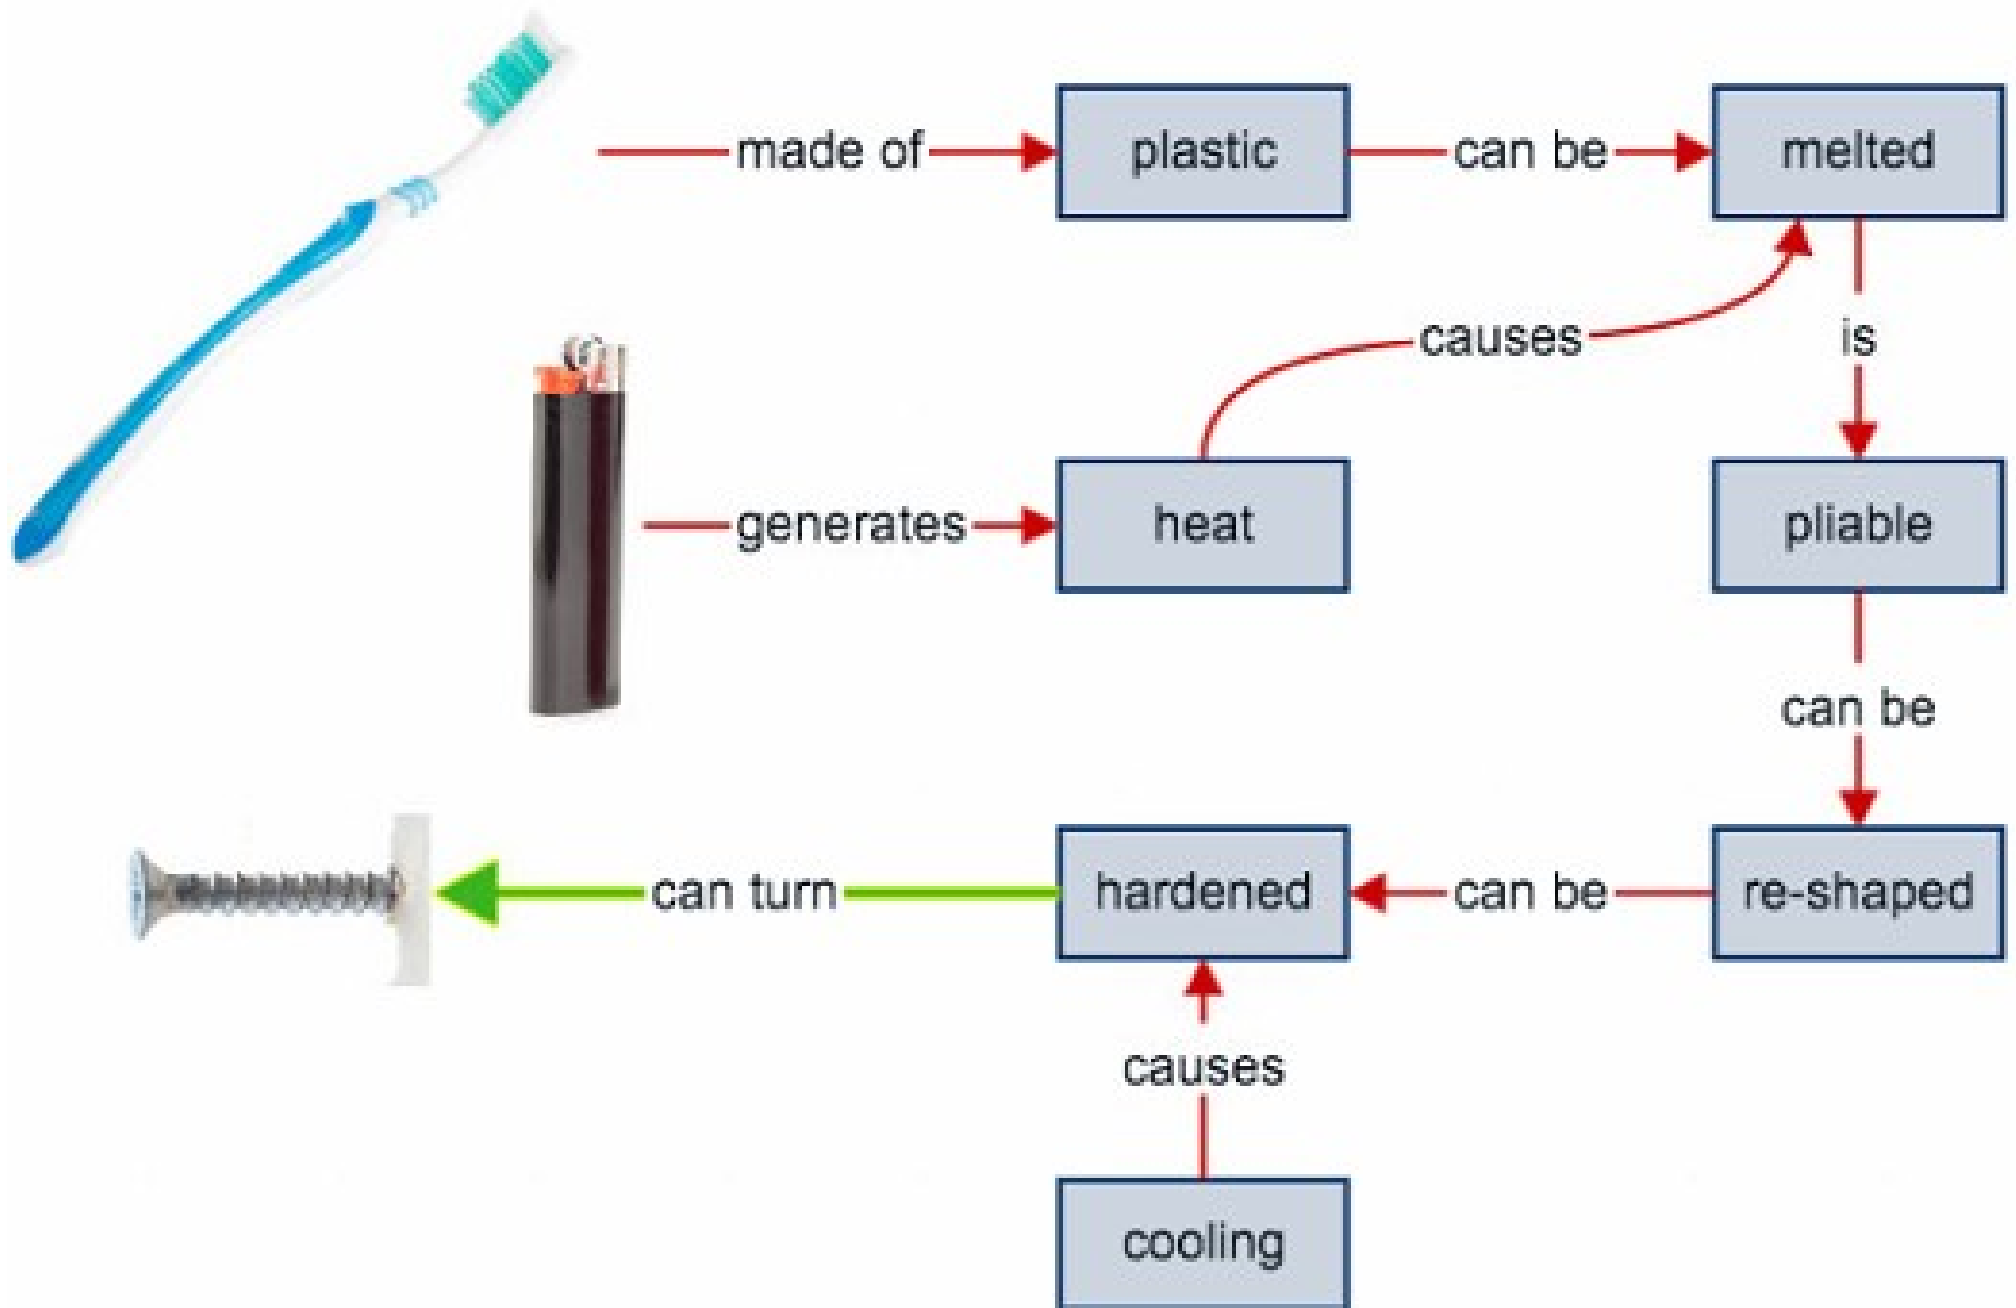 made of
plastic
can be
melted
causes
is
generates
heat
pliable
can be
can turn
hardened
can be
re-shaped
causes
cooling